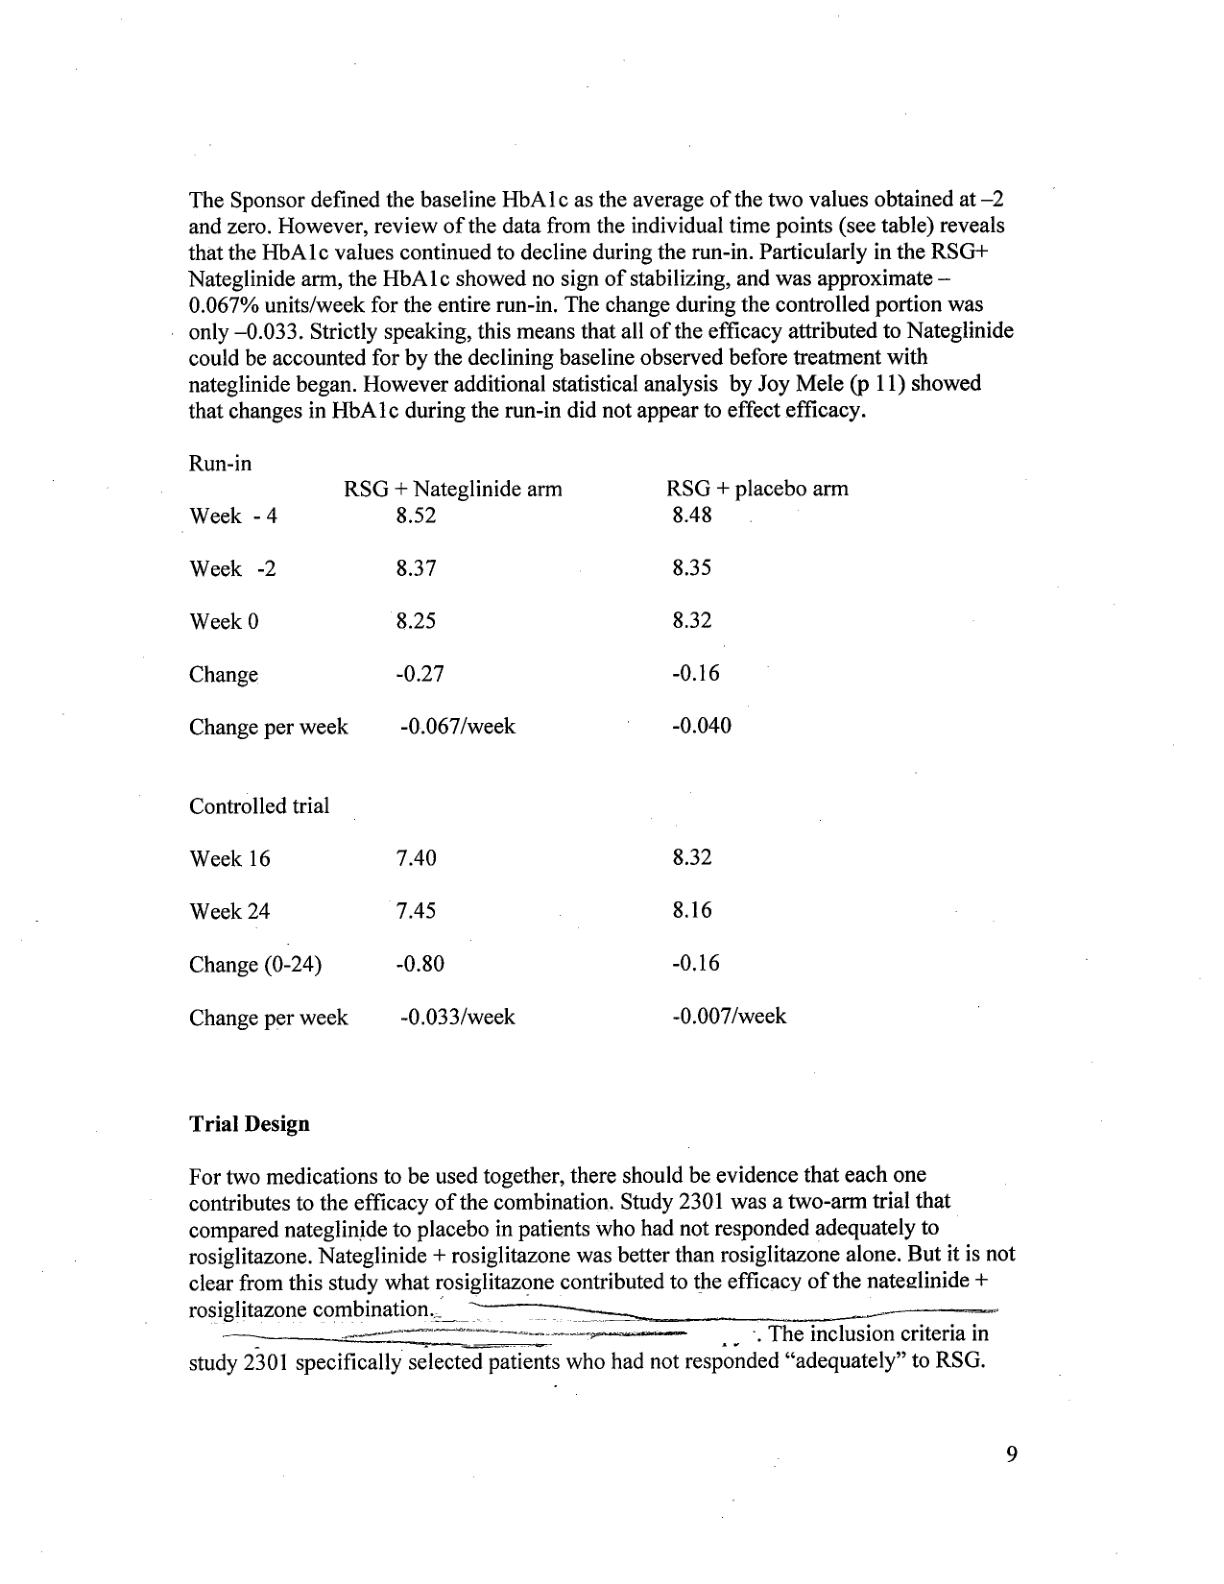 The Sponsor defined the baseline HbA1c as the average of the two values obtained at –2
and zero. However, review of the data from the individual time points (see table) reveals
that the HbA1c values continued to decline during the run-in. Particularly in the RSG+
Nateglinide arm, the HbA1c showed no sign of stabilizing, and was approximate –
0.067% units/week for the entire run-in. The change during the controlled portion was
only –0.033. Strictly speaking, this means that all of the efficacy attributed to Nateglinide
could be accounted for by the declining baseline observed before treatment with
nateglinide began. However additional statistical analysis by Joy Mele (p 11) showed
that changes in HbA1c during the run-in did not appear to effect efficacy.
Run-in
RSG + Nateglinide arm RSG + placebo arm
Week - 4 8.52 8.48
Week -2 8.37 8.35
Week 0 8.25 8.32
Change -0.27 -0.16
Change per week -0.067/week -0.040
Controlled trial
Week 16 7.40 8.32
Week 24 7.45 8.16
Change (0-24) -0.80 -0.16
Change per week -0.033/week -0.007/week
Trial Design
For two medications to be used together, there should be evidence that each one
contributes to the efficacy of the combination. Study 2301 was a two-arm trial that
compared nateglinide to placebo in patients who had not responded adequately to
rosiglitazone. Nateglinide + rosiglitazone was better than rosiglitazone alone. But it is not
clear from this study what rosiglitazone contributed to the efficacy of the nateglinide +
rosiglitazone combination.
. The inclusion criteria in
study 2301 specifically selected patients who had not responded “adequately” to RSG.
9